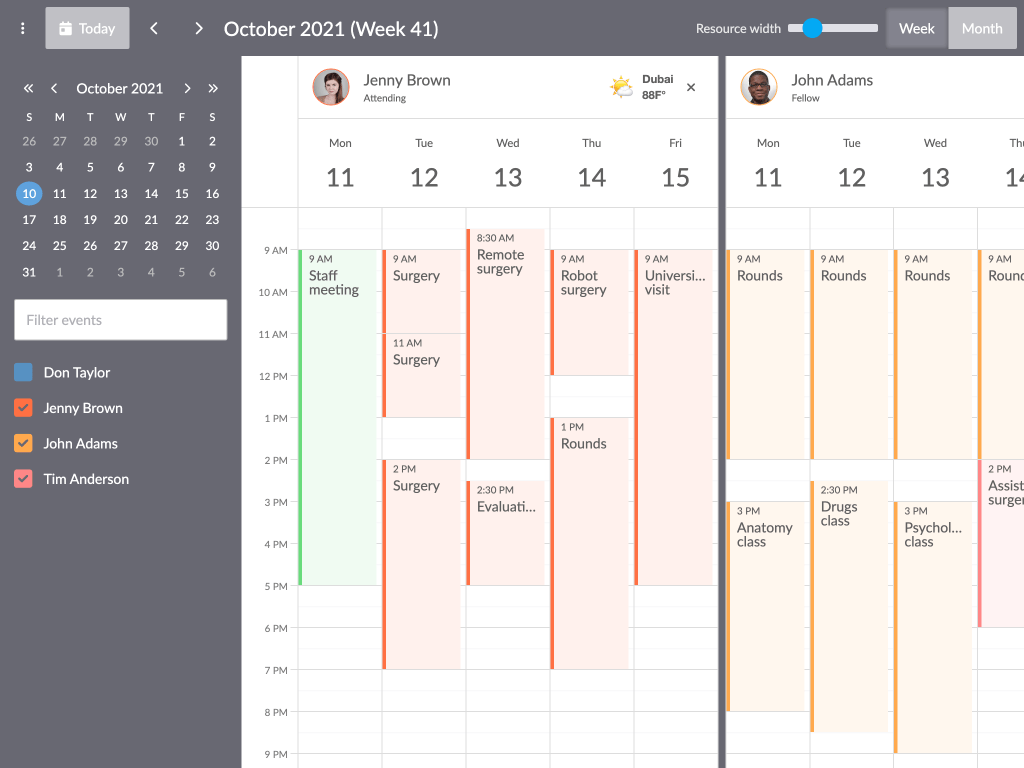 Today
October 2021 (Week 41)
Resource width
Week
Month
October 2021
S M T W T F S
26 27 28 29 30 1 2
3 4 5 6 7 8 9
10 11 12 13 14 15 16
17 18 19 20 21 22 23
24 25 26 27 28 29 30
31 1 2 3 4 5 6
Filter events
Don Taylor
Jenny Brown
John Adams
Tim Anderson
Jenny Brown
Attending
Dubai
88F°
Mon Tue Wed Thu Fri
11 12 13 14 15
John Adams
Fellow
Mon Tue Wed Thu
11 12 13 14
9 AM
10 AM
11 AM
12 PM
1 PM
2 PM
3 PM
4 PM
5 PM
6 PM
7 PM
8 PM
9 PM
9 AM
Staff
meeting
9 AM
Surgery
11 AM
Surgery
2 PM
Surgery
8:30 AM
Remote
surgery
2:30 PM
Evaluati...
9 AM
Robot
surgery
1 PM
Rounds
9 AM
Universi...
visit
9 AM
Rounds
3 PM
Anatomy
class
9 AM
Rounds
2:30 PM
Drugs
class
9 AM
Rounds
3 PM
Psychol...
class
9 AM
Roun
2 PM
Assist
surger